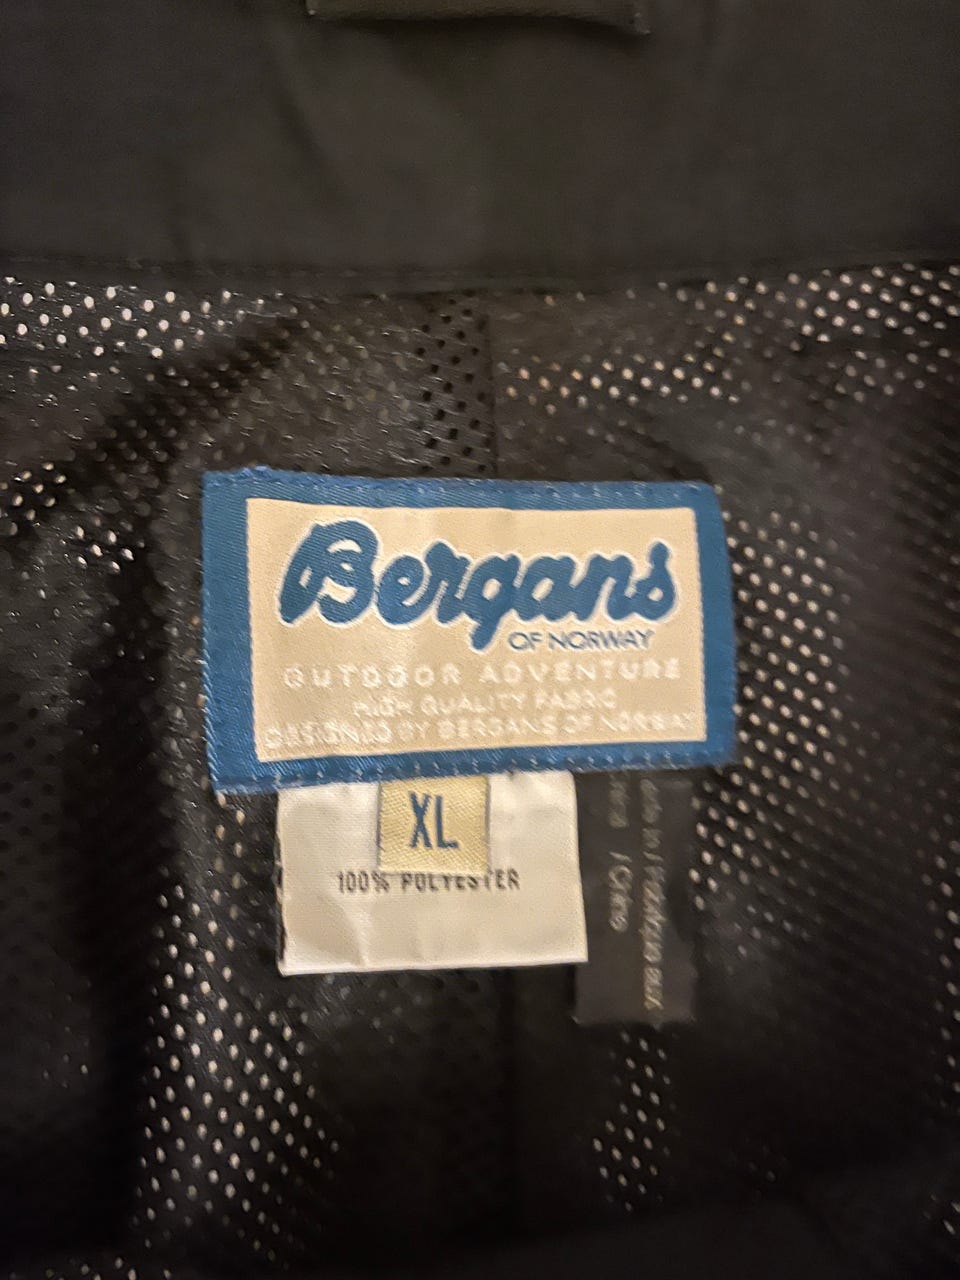 Bergans
OF NORWAY
OUTDOOR ADVENTURE
HIGH QUALITY FABRIC
DESIGNED BY BERGANS OF NORWAY
XL
100% POLYESTER